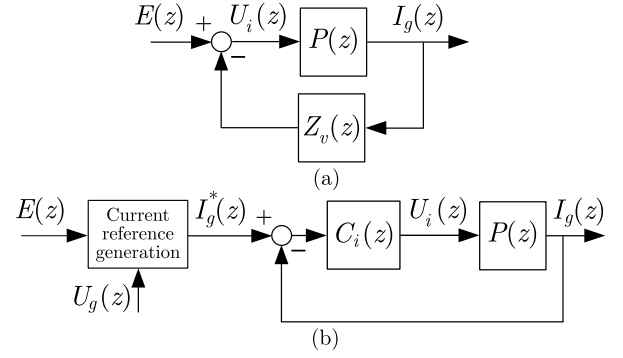 E(z) + U_i(z) P(z) I_g(z)
−
Z_v(z)
(a)
E(z) Current reference generation I_g^*(z) + C_i(z) U_i(z) P(z) I_g(z)
−
U_g(z)
(b)